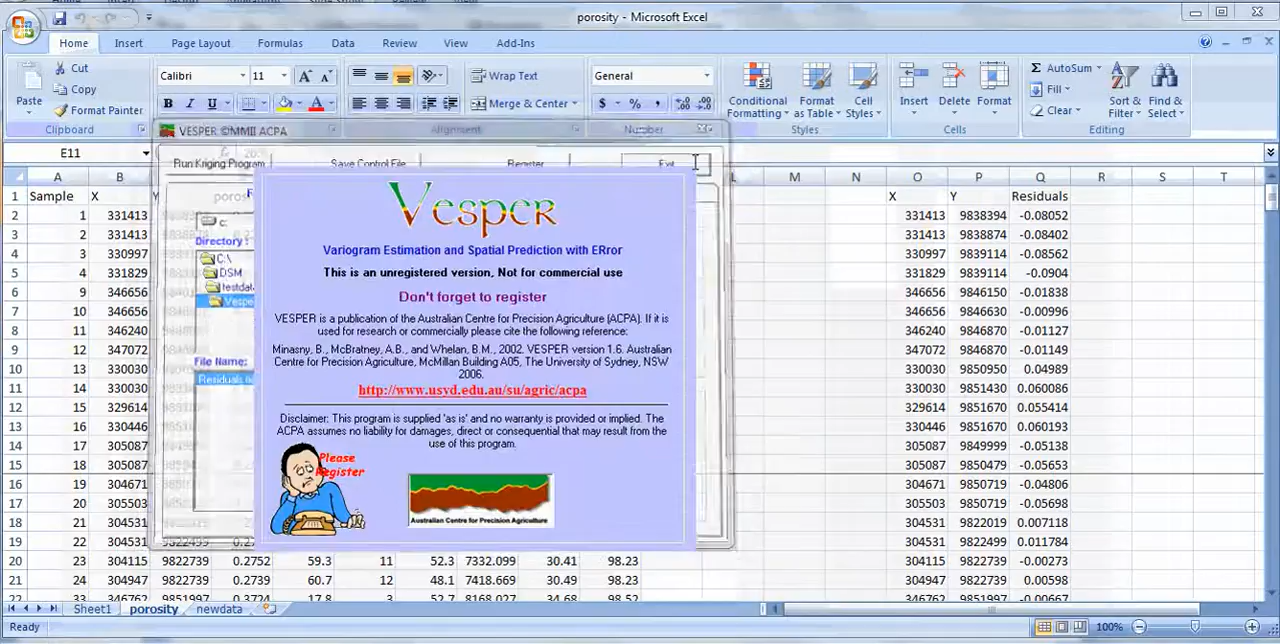 porosity - Microsoft Excel
Home Insert Page Layout Formulas Data Review View Add-Ins
Cut
Copy
Format Painter
Paste
Clipboard
Calibri 11
Wrap Text
Merge & Center
Alignment
General
Number
Conditional Formatting
Format as Table
Cell Styles
Styles
Insert Delete Format
Cells
AutoSum
Fill
Clear
Sort & Filter
Find & Select
Editing
E11
VESPER ©MMII ACPA
Run Kriging Program Save Control File Register Exit
c:
Directory:
C:\
DSM
testdat
Vespe
File Name:
Vesper
Variogram Estimation and Spatial Prediction with ERror
This is an unregistered version, Not for commercial use
Don't forget to register
VESPER is a publication of the Australian Centre for Precision Agriculture (ACPA). If it is
used for research or commercially please cite the following reference:
Minasny, B., McBratney, A.B., and Whelan, B.M., 2002. VESPER version 1.6. Australian
Centre for Precision Agriculture, McMillan Building A05, The University of Sydney, NSW
2006.
http://www.usyd.edu.au/su/agric/acpa
Disclaimer: This program is supplied 'as is' and no warranty is provided or implied. The
ACPA assumes no liability for damages, direct or consequential that may result from the
use of this program.
Please
Register
Australian Centre for Precision Agriculture
A B L M N O P Q R S T
1 Sample X X Y Residuals
2 1 331413 331413 9838394 -0.08052
3 2 331413 331413 9838874 -0.08402
4 3 330997 330997 9839114 -0.08562
5 4 331829 331829 9839114 -0.0904
6 9 346656 346656 9846150 -0.01838
7 10 346656 346656 9846630 -0.00996
8 11 346240 346240 9846870 -0.01127
9 12 347072 347072 9846870 -0.01149
10 13 330030 330030 9850950 0.04989
11 14 330030 330030 9851430 0.060086
12 15 329614 329614 9851670 0.055414
13 16 330446 330446 9851670 0.060193
14 17 305087 305087 9849999 -0.05138
15 18 305087 305087 9850479 -0.05653
16 19 304671 304671 9850719 -0.04806
17 20 305503 305503 9850719 -0.05698
18 21 304531 304531 9822019 0.007118
19 22 304531 9822499 304531 9822499 0.011784
20 23 304115 9822739 0.2752 59.3 11 52.3 7332.099 30.41 98.23 304115 9822739 -0.00273
21 24 304947 9822739 0.2739 60.7 12 48.1 7418.669 30.49 98.23 304947 9822739 0.00598
22 33 346762 9851997 0.3724 17.8 3 52.7 8168.027 34.68 98.52 346762 9851997 -0.00667
Sheet1 porosity newdata
Ready 100%